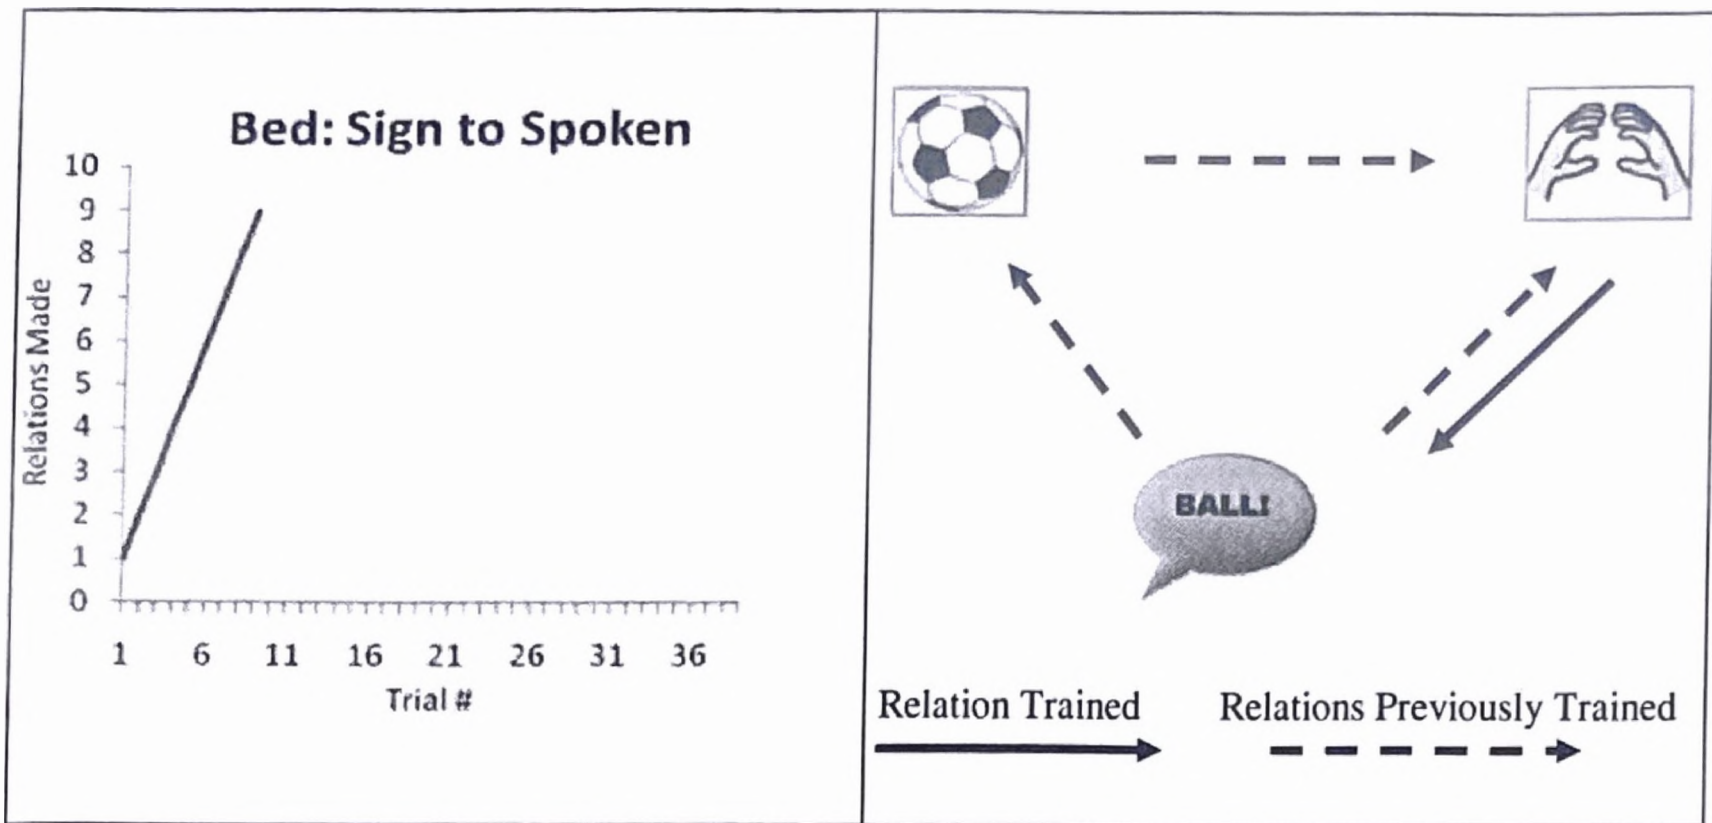 Bed: Sign to Spoken
10
9
8
7
6
5
4
3
2
1
0
Relations Made
1 6 11 16 21 26 31 36
Trial #
BALL!
Relation Trained
Relations Previously Trained